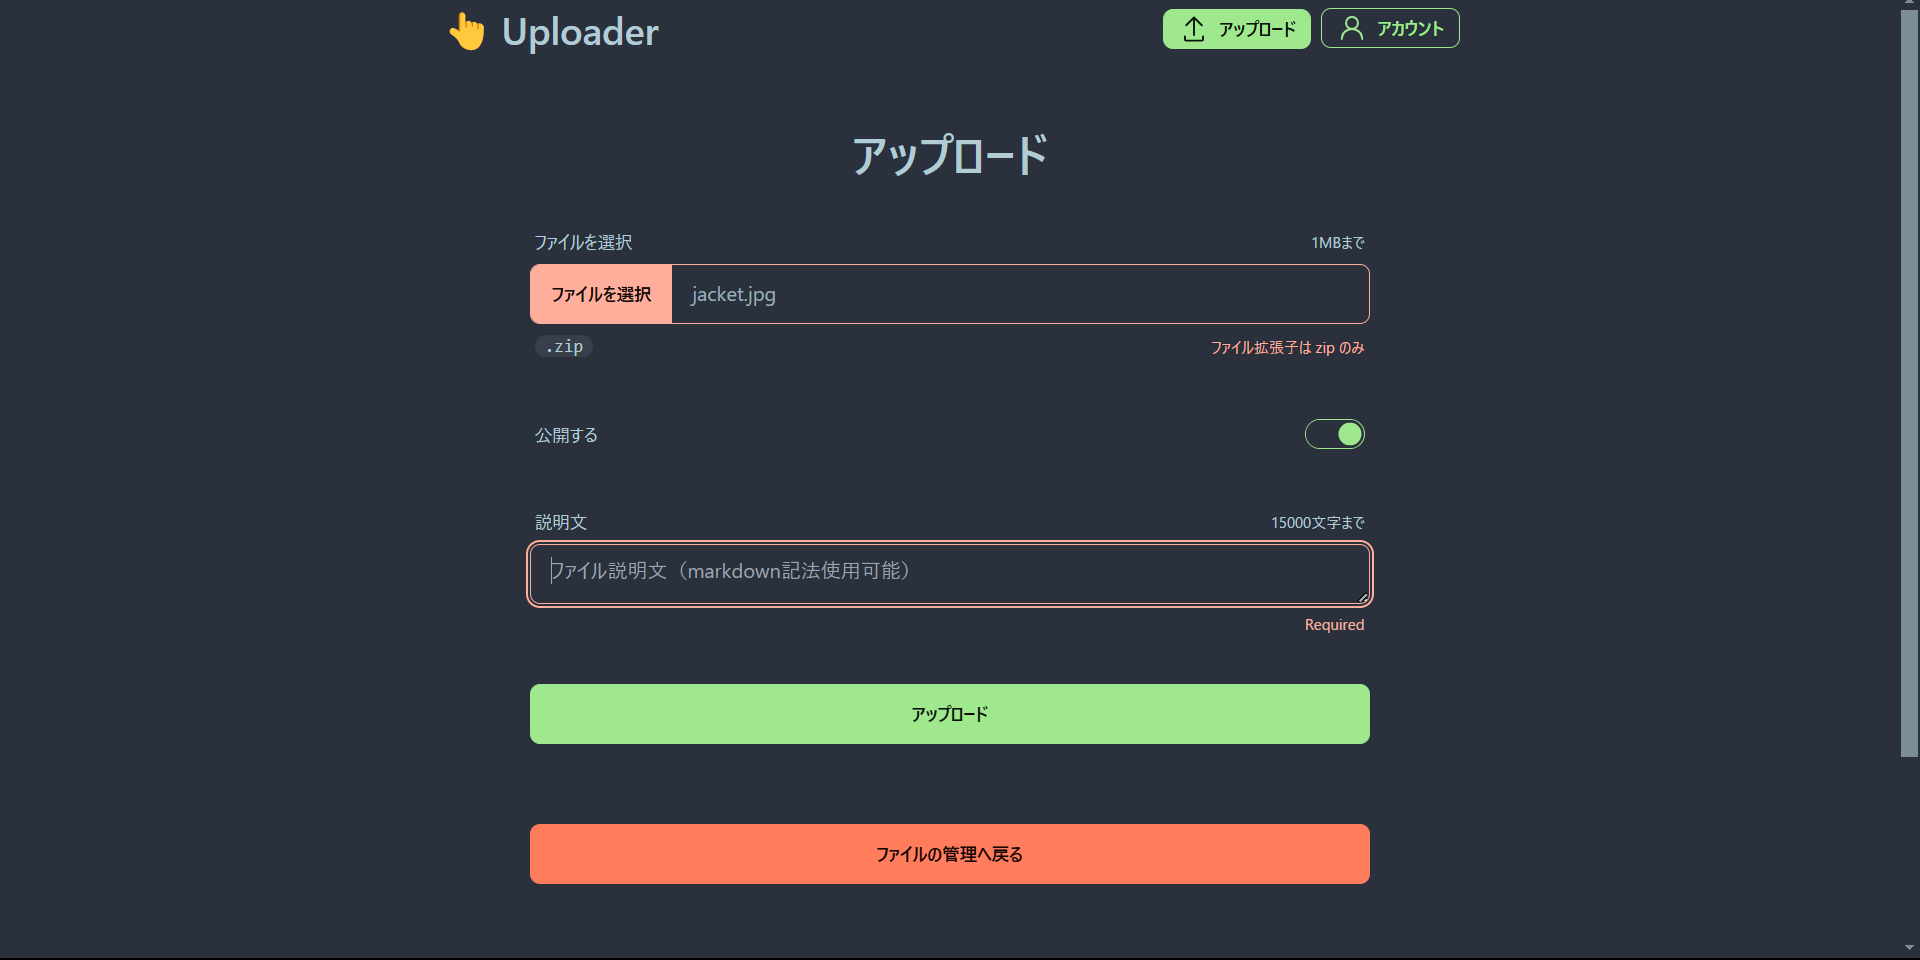 Uploader
アップロード
アカウント
アップロード
ファイルを選択
1MBまで
ファイルを選択
jacket.jpg
.zip
ファイル拡張子は zip のみ
公開する
説明文
15000文字まで
ファイル説明文（markdown記法使用可能）
Required
アップロード
ファイルの管理へ戻る